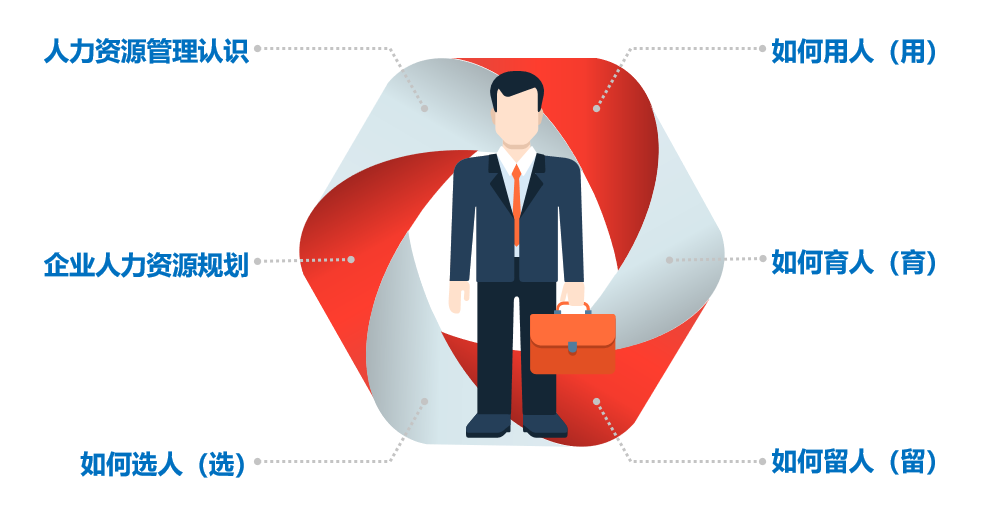 人力资源管理认识
企业人力资源规划
如何选人（选）
如何用人（用）
如何育人（育）
如何留人（留）